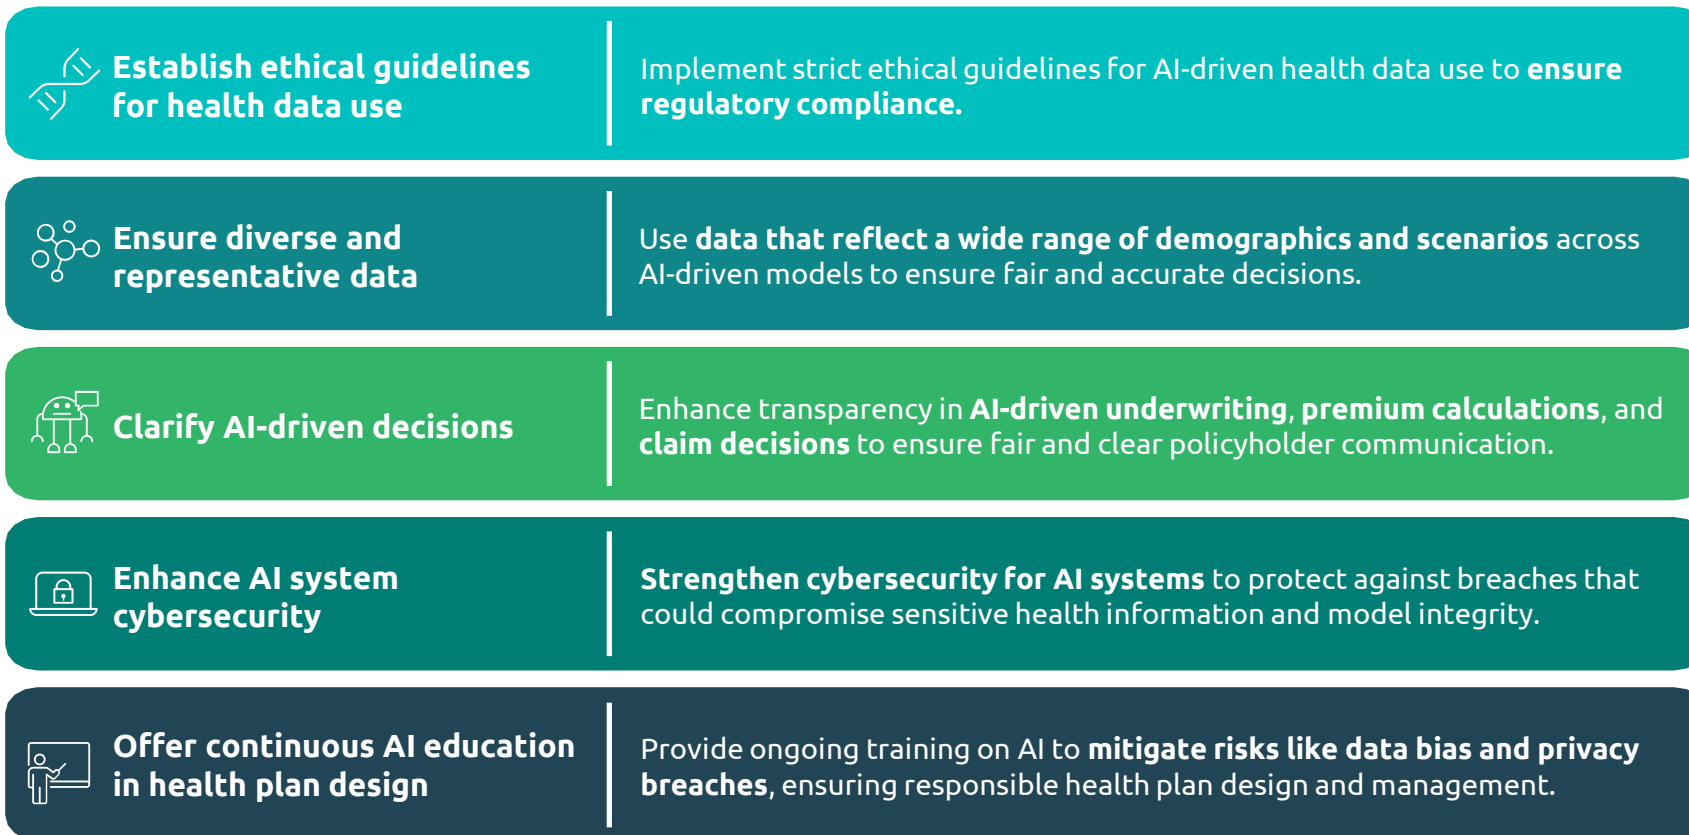 Establish ethical guidelines
for health data use
Implement strict ethical guidelines for AI-driven health data use to ensure
regulatory compliance.
Ensure diverse and
representative data
Use data that reflect a wide range of demographics and scenarios across
AI-driven models to ensure fair and accurate decisions.
Clarify AI-driven decisions
Enhance transparency in AI-driven underwriting, premium calculations, and
claim decisions to ensure fair and clear policyholder communication.
Enhance AI system
cybersecurity
Strengthen cybersecurity for AI systems to protect against breaches that
could compromise sensitive health information and model integrity.
Offer continuous AI education
in health plan design
Provide ongoing training on AI to mitigate risks like data bias and privacy
breaches, ensuring responsible health plan design and management.